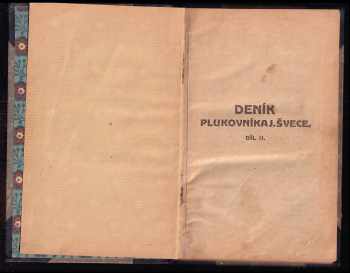 DENÍK
PLUKOVNÍKA J. ŠVECE.
DÍL II.